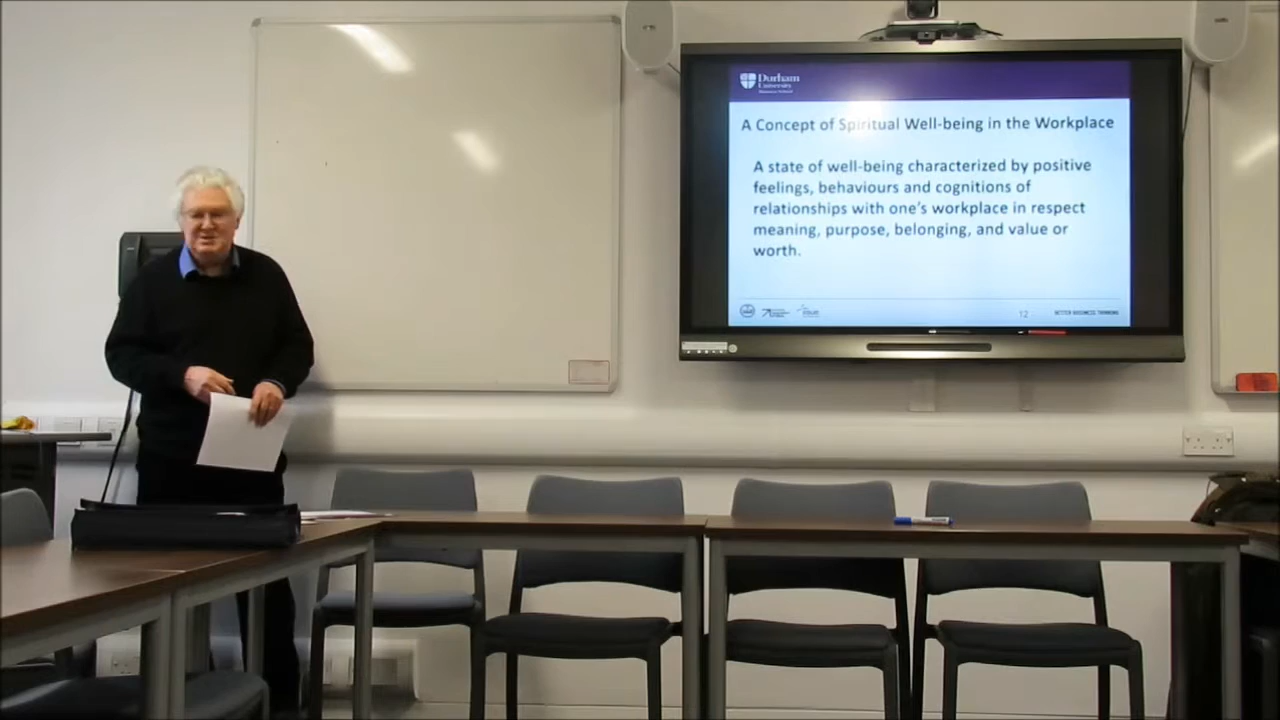 Durham
University
Business School
A Concept of Spiritual Well-being in the Workplace
A state of well-being characterized by positive
feelings, behaviours and cognitions of
relationships with one's workplace in respect
meaning, purpose, belonging, and value or
worth.
12
BETTER BUSINESS THINKING